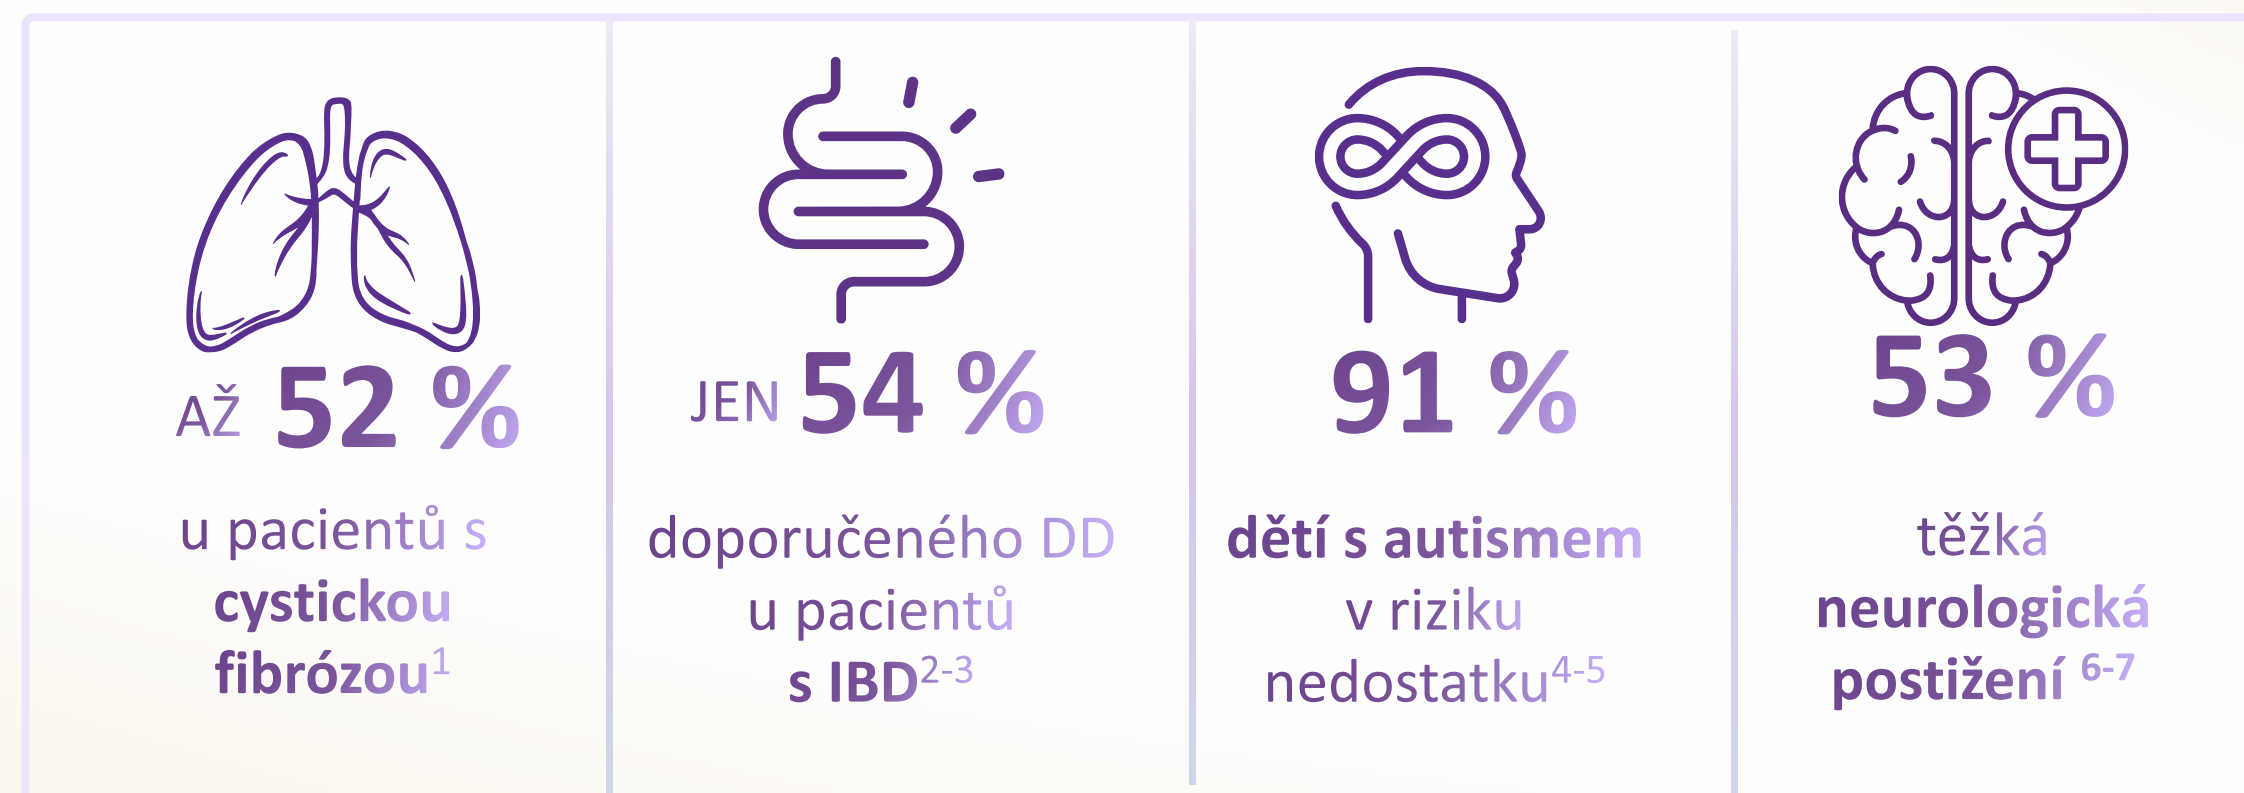 AŽ 52 %
u pacientů s
cystickou
fibrózou1
JEN 54 %
doporučeného DD
u pacientů
s IBD2-3
91 %
dětí s autismem
v riziku
nedostatku4-5
53 %
těžká
neurologická
postižení 6-7